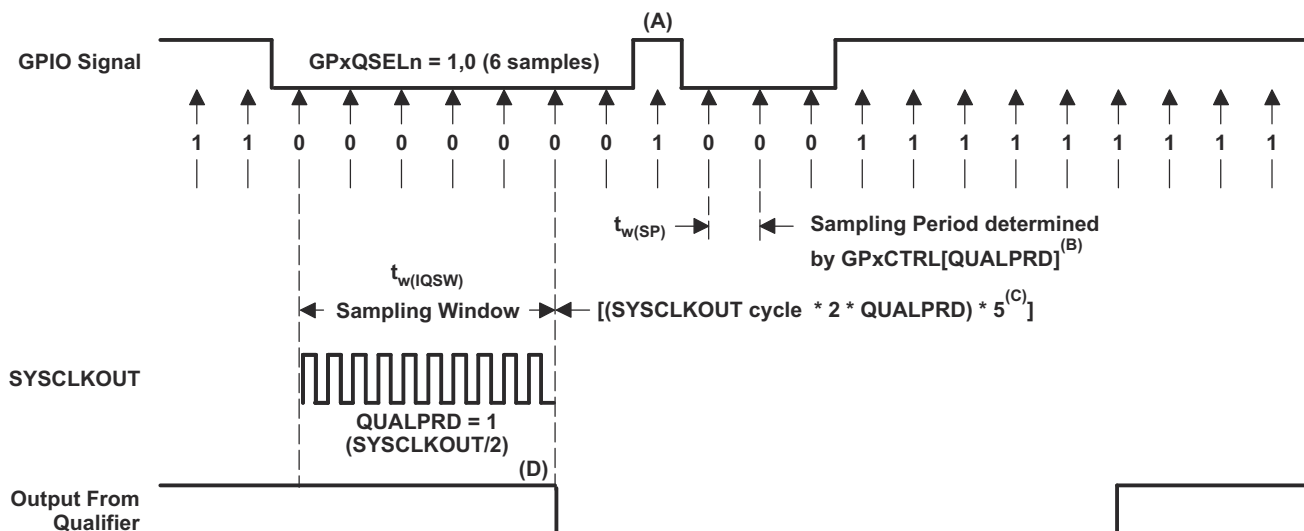 (A)
GPIO Signal
GPxQSELn = 1,0 (6 samples)
1 1 0 0 0 0 0 0 0 1 0 0 0 1 1 1 1 1 1 1 1 1
tw(SP)
Sampling Period determined
by GPxCTRL[QUALPRD](B)
tw(IQSW)
Sampling Window
[(SYSCLKOUT cycle * 2 * QUALPRD) * 5(C)]
SYSCLKOUT
QUALPRD = 1
(SYSCLKOUT/2)
(D)
Output From
Qualifier